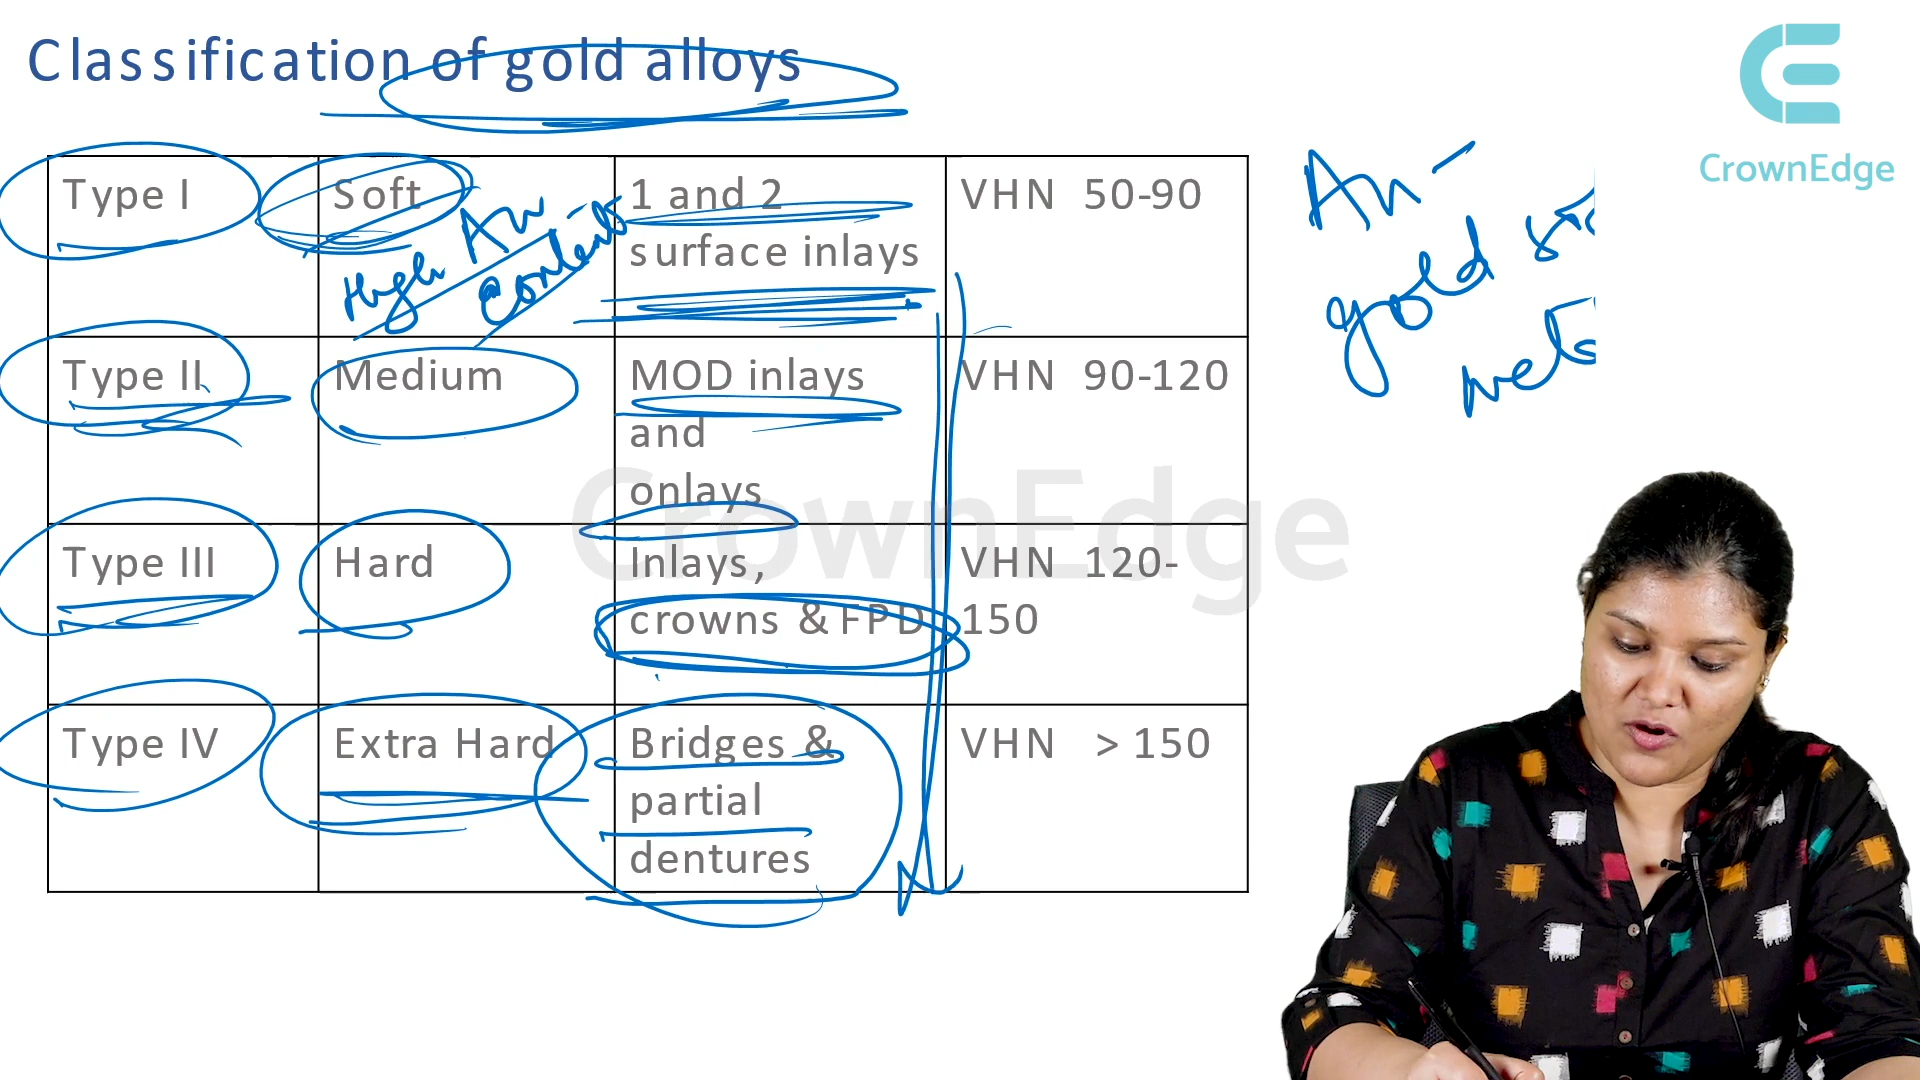 Classification of gold alloys
CrownEdge
Type I Soft 1 and 2 VHN 50-90
surface inlays
High Au
contents
Au -
gold
Type II Medium MOD inlays VHN 90-120
and
onlays
CrownEdge
Type III Hard Inlays, VHN 120-
crowns & FPD 150
Type IV Extra Hard Bridges & VHN > 150
partial
dentures